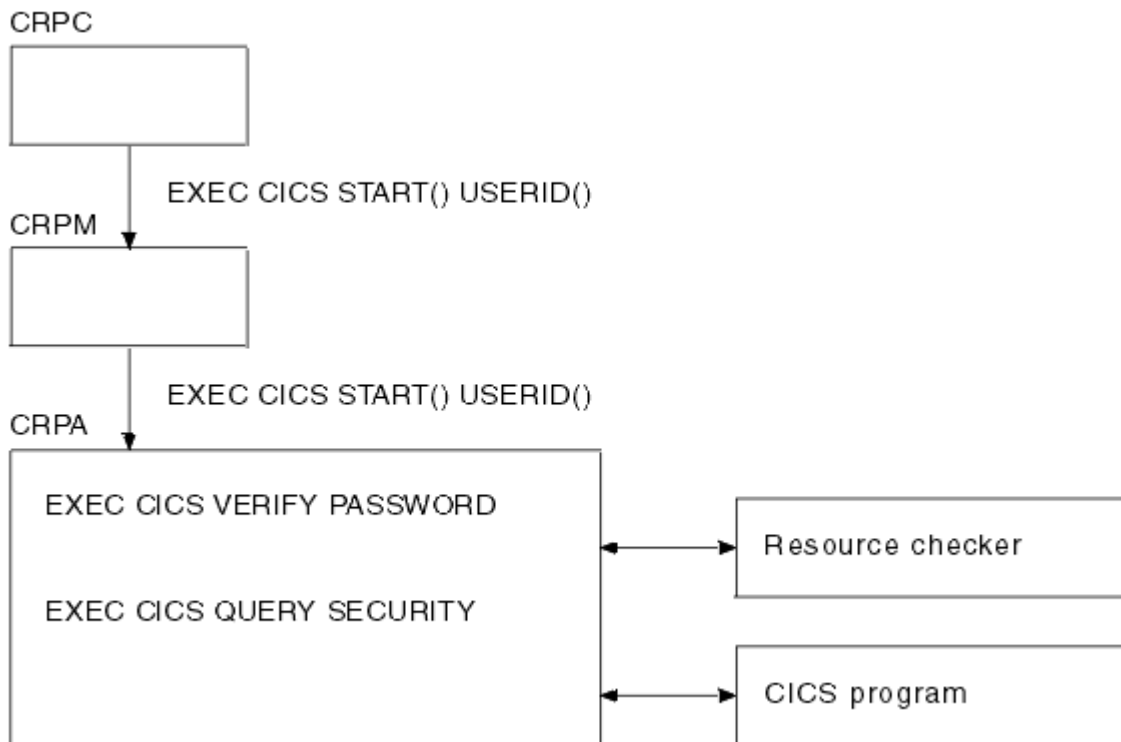 CRPC
EXEC CICS START() USERID()
CRPM
EXEC CICS START() USERID()
CRPA
EXEC CICS VERIFY PASSWORD
Resource checker
EXEC CICS QUERY SECURITY
CICS program